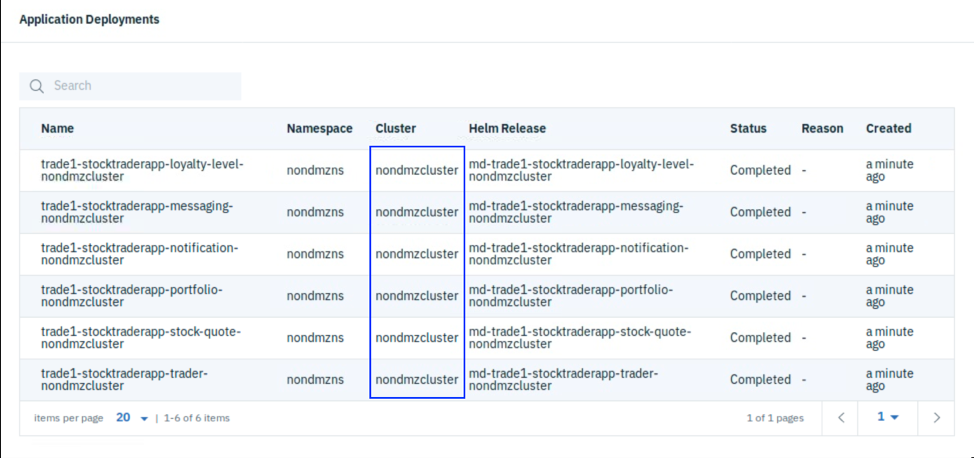 Application Deployments
Search
Name Namespace Cluster Helm Release Status Reason Created
trade1-stocktraderapp-loyalty-level-
nondmzcluster nondmzns nondmzcluster md-trade1-stocktraderapp-loyalty-level-
nondmzcluster Completed - a minute
ago
trade1-stocktraderapp-messaging-
nondmzcluster nondmzns nondmzcluster md-trade1-stocktraderapp-messaging-
nondmzcluster Completed - a minute
ago
trade1-stocktraderapp-notification-
nondmzcluster nondmzns nondmzcluster md-trade1-stocktraderapp-notification-
nondmzcluster Completed - a minute
ago
trade1-stocktraderapp-portfolio-
nondmzcluster nondmzns nondmzcluster md-trade1-stocktraderapp-portfolio-
nondmzcluster Completed - a minute
ago
trade1-stocktraderapp-stock-quote-
nondmzcluster nondmzns nondmzcluster md-trade1-stocktraderapp-stock-quote-
nondmzcluster Completed - a minute
ago
trade1-stocktraderapp-trader-
nondmzcluster nondmzns nondmzcluster md-trade1-stocktraderapp-trader-
nondmzcluster Completed - a minute
ago
items per page 20 | 1-6 of 6 items 1 of 1 pages 1